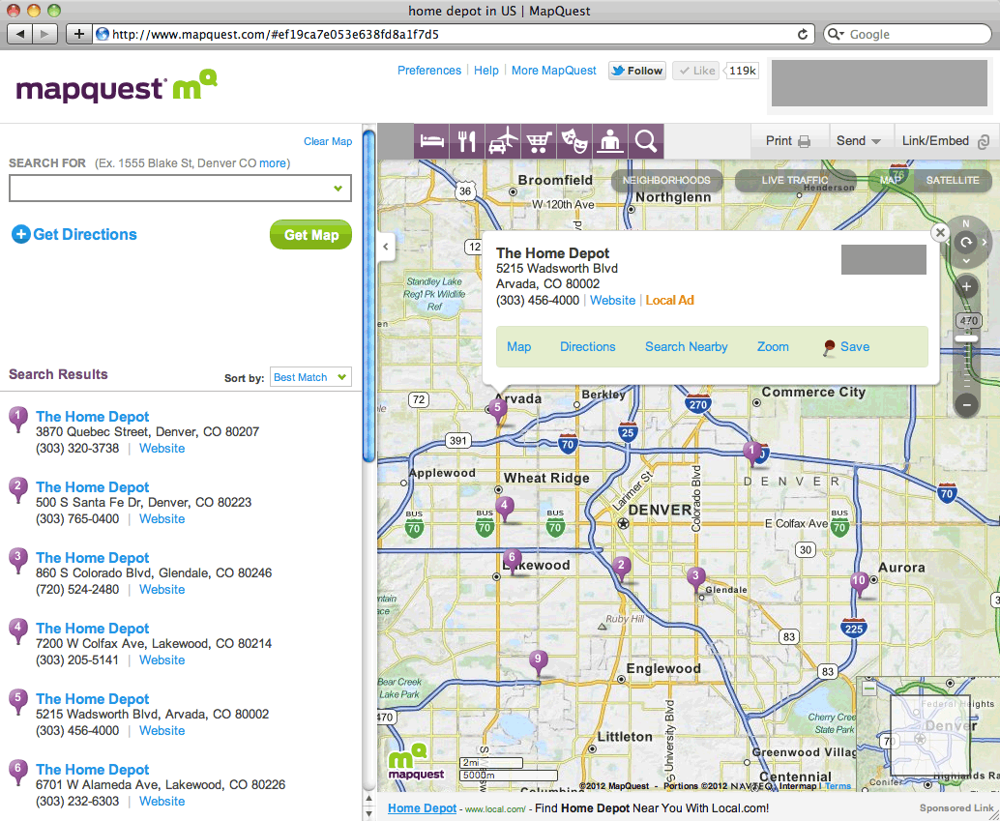 home depot in US | MapQuest
http://www.mapquest.com/#ef19ca7e053e638fd8a1f7d5
Google
mapquest mQ
Preferences | Help | More MapQuest
Follow
Like
119k
Clear Map
SEARCH FOR (Ex. 1555 Blake St, Denver CO more)
Get Directions
Get Map
Search Results
Sort by: Best Match
1 The Home Depot
3870 Quebec Street, Denver, CO 80207
(303) 320-3738 | Website
2 The Home Depot
500 S Santa Fe Dr, Denver, CO 80223
(303) 765-0400 | Website
3 The Home Depot
860 S Colorado Blvd, Glendale, CO 80246
(720) 524-2480 | Website
4 The Home Depot
7200 W Colfax Ave, Lakewood, CO 80214
(303) 205-5141 | Website
5 The Home Depot
5215 Wadsworth Blvd, Arvada, CO 80002
(303) 456-4000 | Website
6 The Home Depot
6701 W Alameda Ave, Lakewood, CO 80226
(303) 232-6303 | Website
Print
Send
Link/Embed
NEIGHBORHOODS
LIVE TRAFFIC
MAP
SATELLITE
76
36
Broomfield
Henderson
W 120th Ave
Northglenn
N
12
Standley Lake
Reg'l Pk Wildlife
Ref
The Home Depot
5215 Wadsworth Blvd
Arvada, CO 80002
(303) 456-4000 | Website | Local Ad
Map
Directions
Search Nearby
Zoom
Save
470
72
Arvada
Berkley
Commerce City
5
270
25
391
70
1
Applewood
Wheat Ridge
Larimer St
Colorado Blvd
DENVER
70
4
DENVER
BUS
70
BUS
70
BUS
70
E Colfax Ave
BUS
70
6
Lakewood
2
3
30
Glendale
Aurora
10
Ruby Hill
225
83
9
83
Englewood
Bear Creek
Lake Park
470
Cherry Creek
State Park
Littleton
S University Blvd
Greenwood Villag
Centennial
Columbine
Federal Heights
Denver
70
Conifer
Highlands Ra
mQ
mapquest
2mi
5000m
©2012 MapQuest - Portions ©2012 NAVTEQ, Intermap | Terms
Home Depot - www.local.com/ - Find Home Depot Near You With Local.com!
Sponsored Link